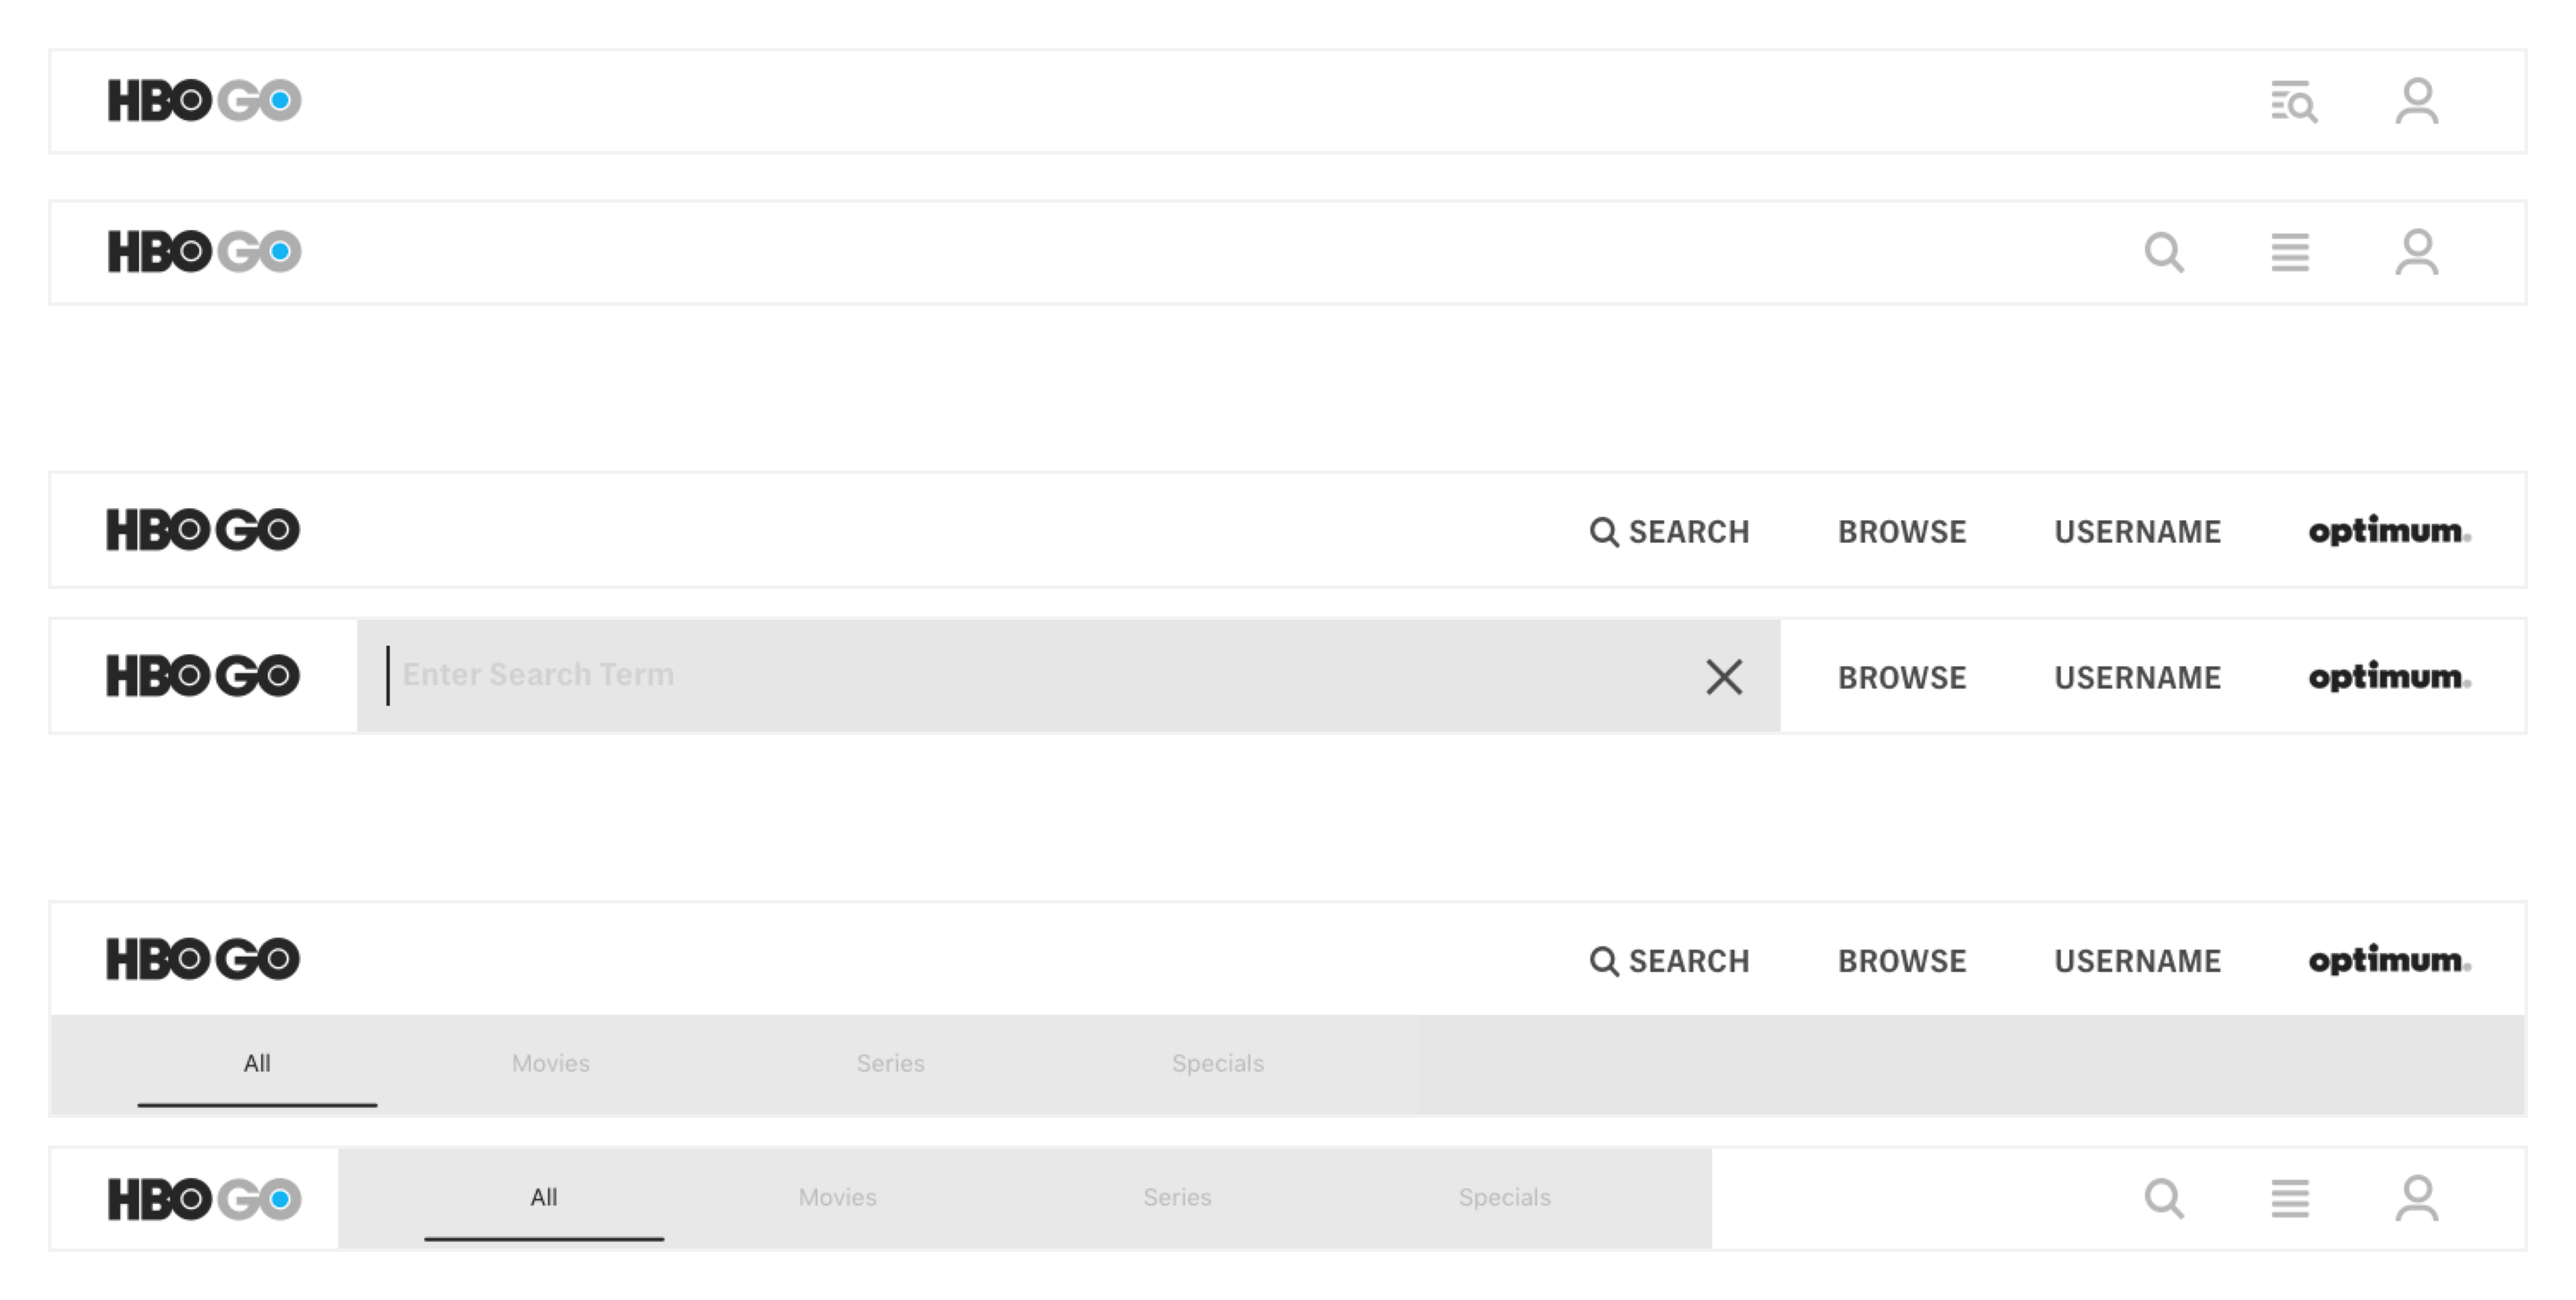 HBO GO
HBO GO
HBO GO SEARCH BROWSE USERNAME optimum.
HBO GO Enter Search Term BROWSE USERNAME optimum.
HBO GO SEARCH BROWSE USERNAME optimum.
All Movies Series Specials
HBO GO All Movies Series Specials